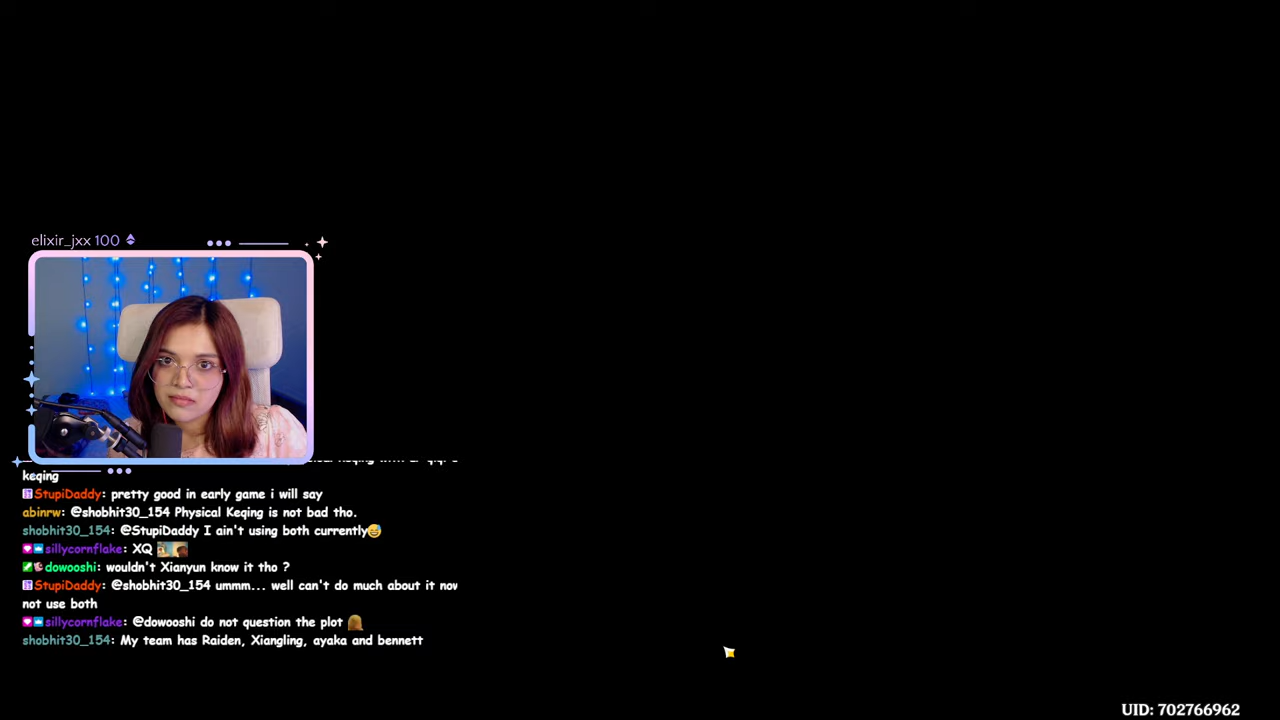 elixir_jxx 100
keqing
StupiDaddy: pretty good in early game i will say
abinrw: @shobhit30_154 Physical Keqing is not bad tho.
shobhit30_154: @StupiDaddy I ain't using both currently😅
sillycornflake: XQ
dowooshi: wouldn't Xianyun know it tho ?
StupiDaddy: @shobhit30_154 ummm... well can't do much about it now
not use both
sillycornflake: @dowooshi do not question the plot
shobhit30_154: My team has Raiden, Xiangling, ayaka and bennett
UID: 702766962